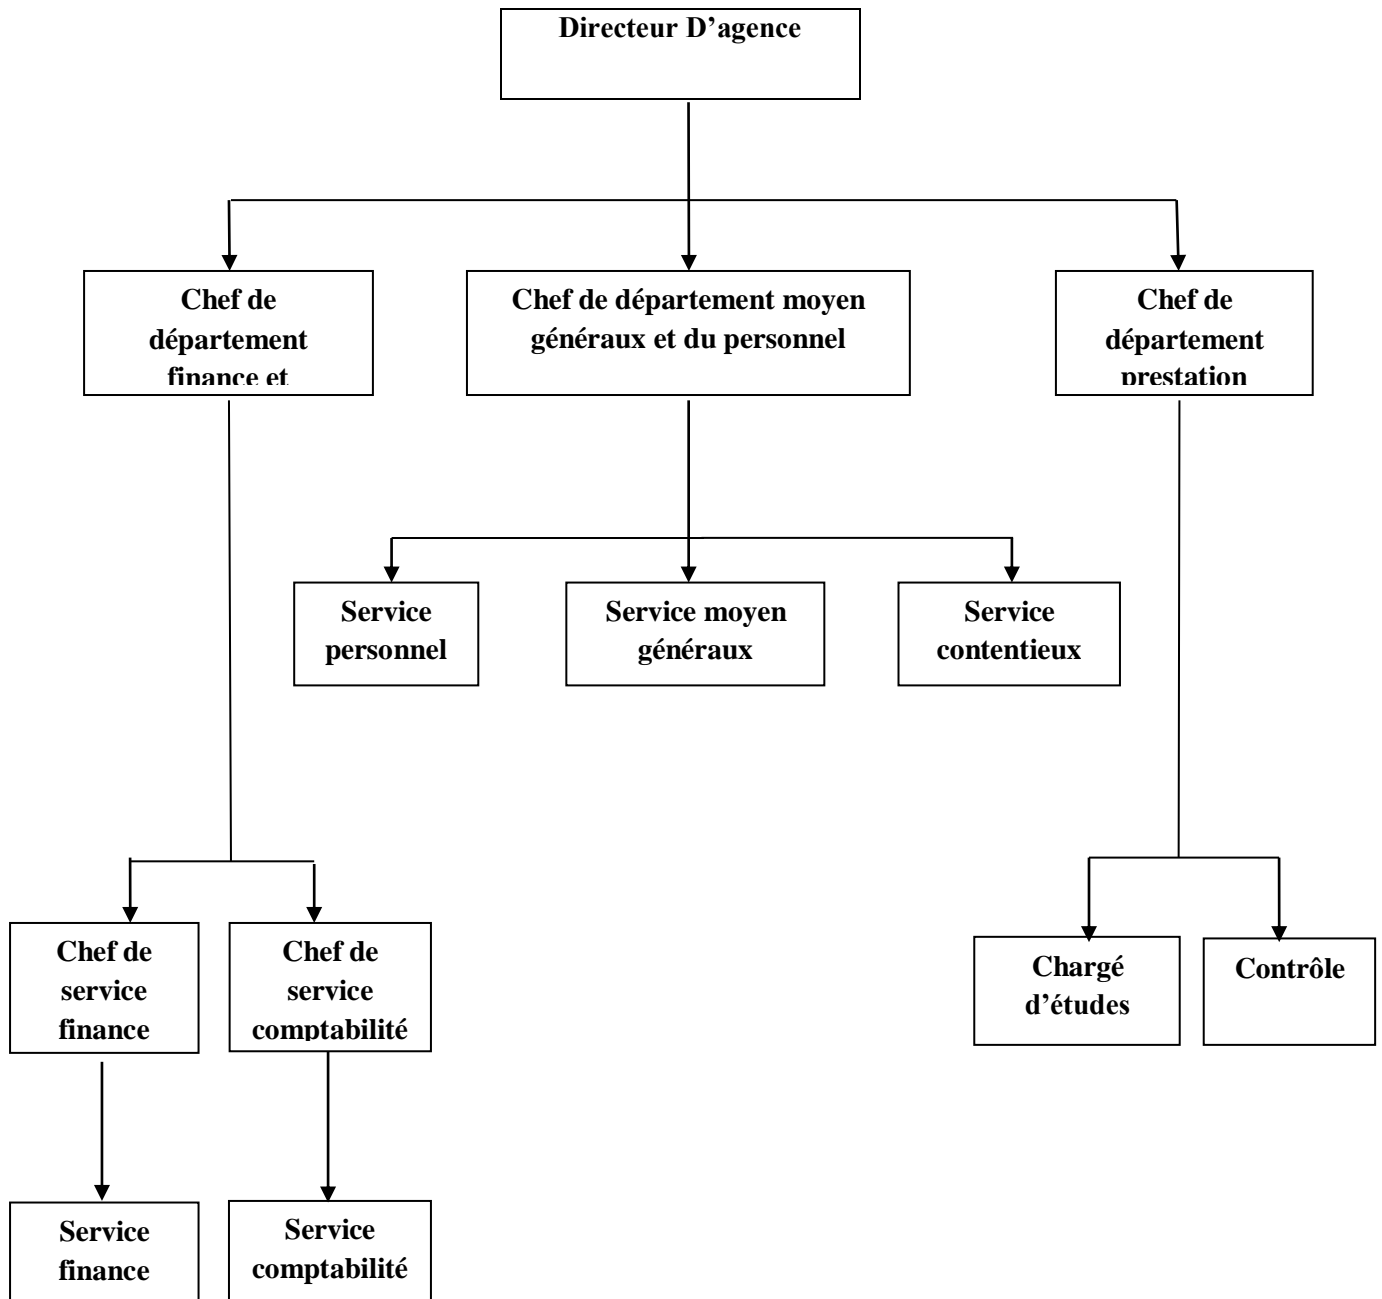 Directeur D’agence
Chef de
département
finance et
Chef de département moyen
généraux et du personnel
Chef de
département
prestation
Service
personnel
Service moyen
généraux
Service
contentieux
Chef de
service
finance
Chef de
service
comptabilité
Chargé
d’études
Contrôle
Service
finance
Service
comptabilité